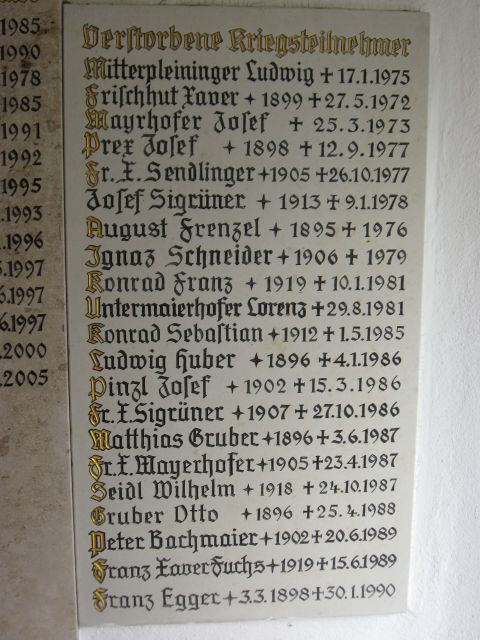 1985
1990
1978
1985
1991
1992
1995
.1993
.1996
.1997
6.1997
6.1997
.2000
.2005
Verstorbene Kriegsteilnehmer
Mitterpleininger Ludwig + 17.1.1975
Frischhut Xaver ✦ 1899 + 27.5.1972
Mayrhofer Josef + 25.3.1973
Prex Josef ✦ 1898 + 12.9.1977
Fr. X. Sendlinger ✦ 1905 + 26.10.1977
Josef Sigrüner ✦ 1913 + 9.1.1978
August Frenzel ✦ 1895 + 1976
Ignaz Schneider ✦ 1906 + 1979
Konrad Franz ✦ 1919 + 10.1.1981
Untermaierhofer Lorenz + 29.8.1981
Konrad Sebastian ✦ 1912 + 1.5.1985
Ludwig Huber ✦ 1896 + 4.1.1986
Pinzl Josef ✦ 1902 + 15.3.1986
Fr. X. Sigrüner ✦ 1907 + 27.10.1986
Matthias Gruber ✦ 1896 + 3.6.1987
Fr. X. Mayerhofer ✦ 1905 + 23.4.1987
Seidl Wilhelm ✦ 1918 + 24.10.1987
Gruber Otto ✦ 1896 + 25.4.1988
Peter Bachmaier ✦ 1902 + 20.6.1989
Franz Xaver Fuchs ✦ 1919 + 15.6.1989
Franz Egger ✦ 3.3.1898 + 30.1.1990